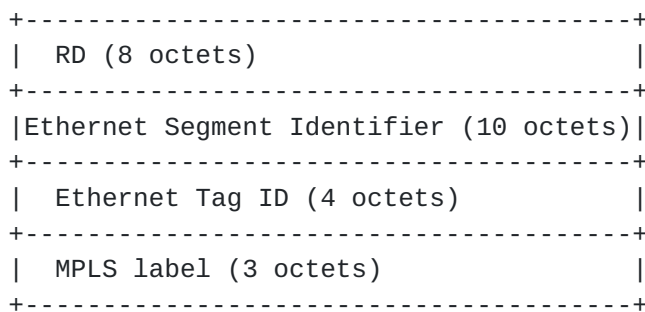 +---------------------------------------+
|  RD (8 octets)                        |
+---------------------------------------+
|Ethernet Segment Identifier (10 octets)|
+---------------------------------------+
|  Ethernet Tag ID (4 octets)           |
+---------------------------------------+
|  MPLS label (3 octets)                |
+---------------------------------------+